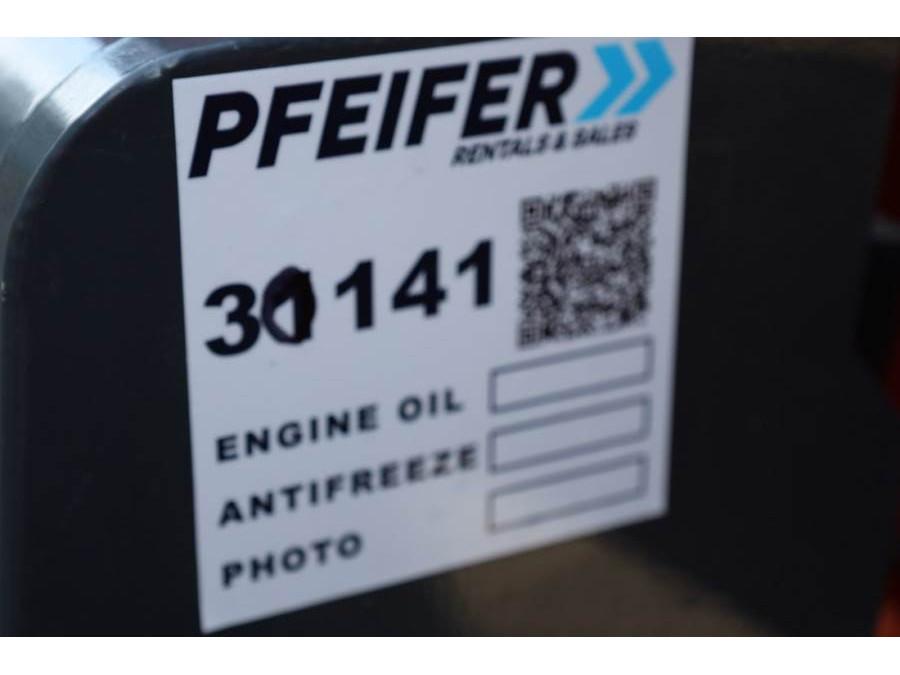 PFEIFER
RENTALS & SALES
30141
ENGINE OIL
ANTIFREEZE
PHOTO